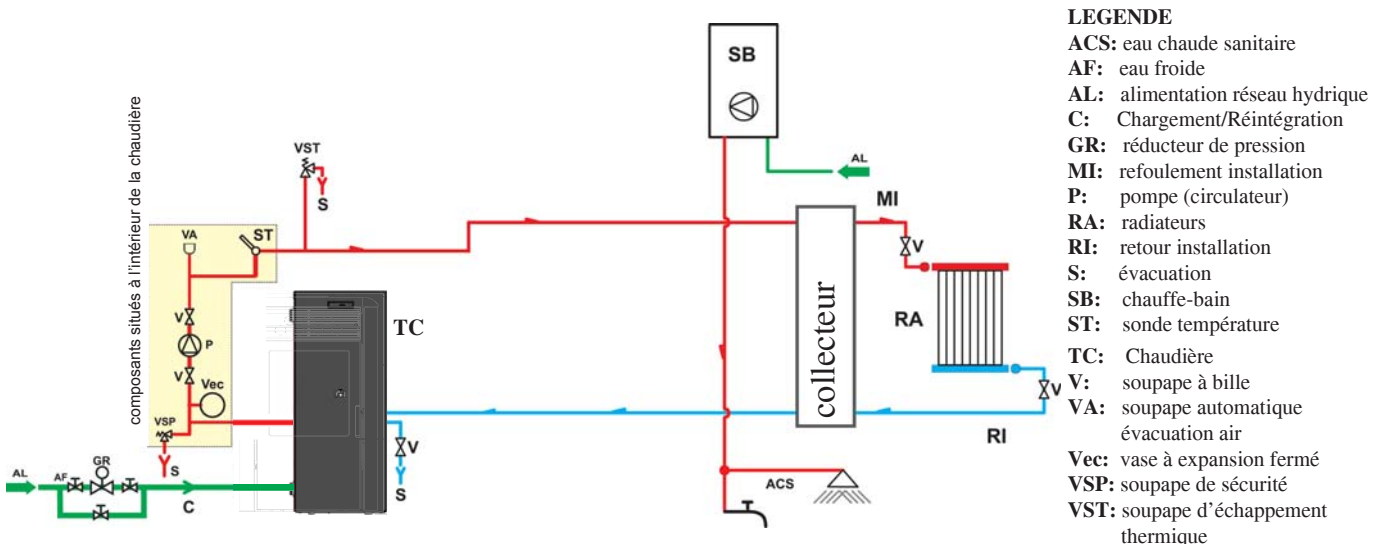 composants situés à l'intérieur de la chaudière
VA
ST
VST
S
V
P
V
Vec
VSP
S
AL
AF
GR
C
TC
V
S
SB
AL
MI
V
RA
collecteur
V
RI
ACS
LEGENDE
ACS: eau chaude sanitaire
AF: eau froide
AL: alimentation réseau hydrique
C: Chargement/Réintégration
GR: réducteur de pression
MI: refoulement installation
P: pompe (circulateur)
RA: radiateurs
RI: retour installation
S: évacuation
SB: chauffe-bain
ST: sonde température
TC: Chaudière
V: soupape à bille
VA: soupape automatique
évacuation air
Vec: vase à expansion fermé
VSP: soupape de sécurité
VST: soupape d'échappement
thermique